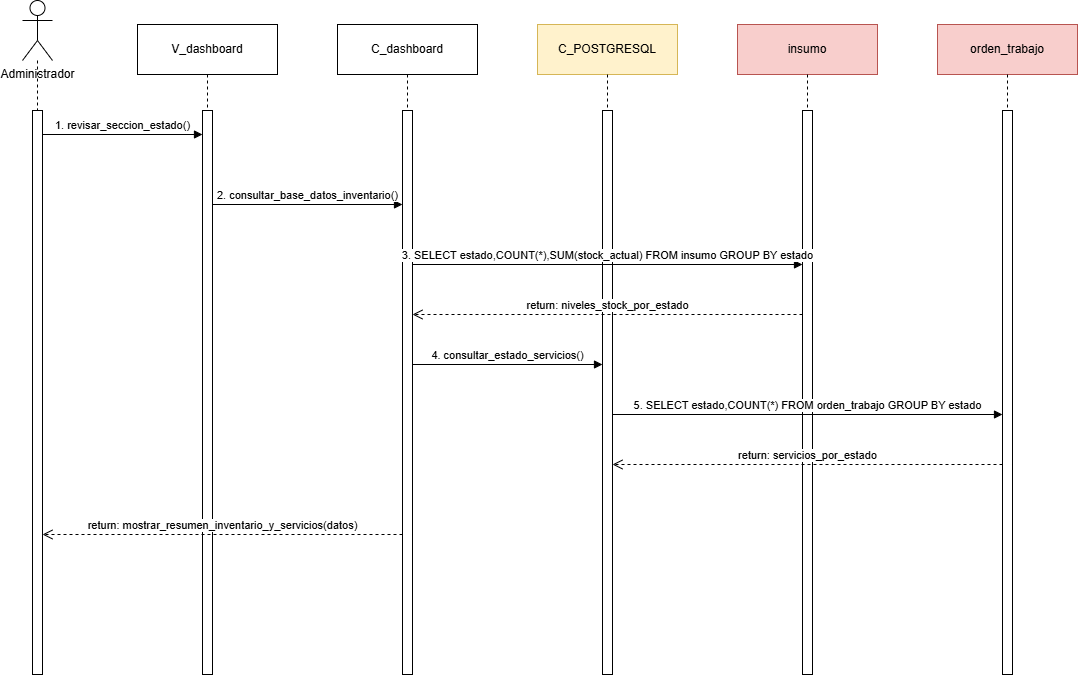 V_dashboard
C_dashboard
C_POSTGRESQL
insumo
orden_trabajo
Administrador
1. revisar_seccion_estado()
2. consultar_base_datos_inventario()
3. SELECT estado,COUNT(*),SUM(stock_actual) FROM insumo GROUP BY estado
return: niveles_stock_por_estado
4. consultar_estado_servicios()
5. SELECT estado,COUNT(*) FROM orden_trabajo GROUP BY estado
return: servicios_por_estado
return: mostrar_resumen_inventario_y_servicios(datos)